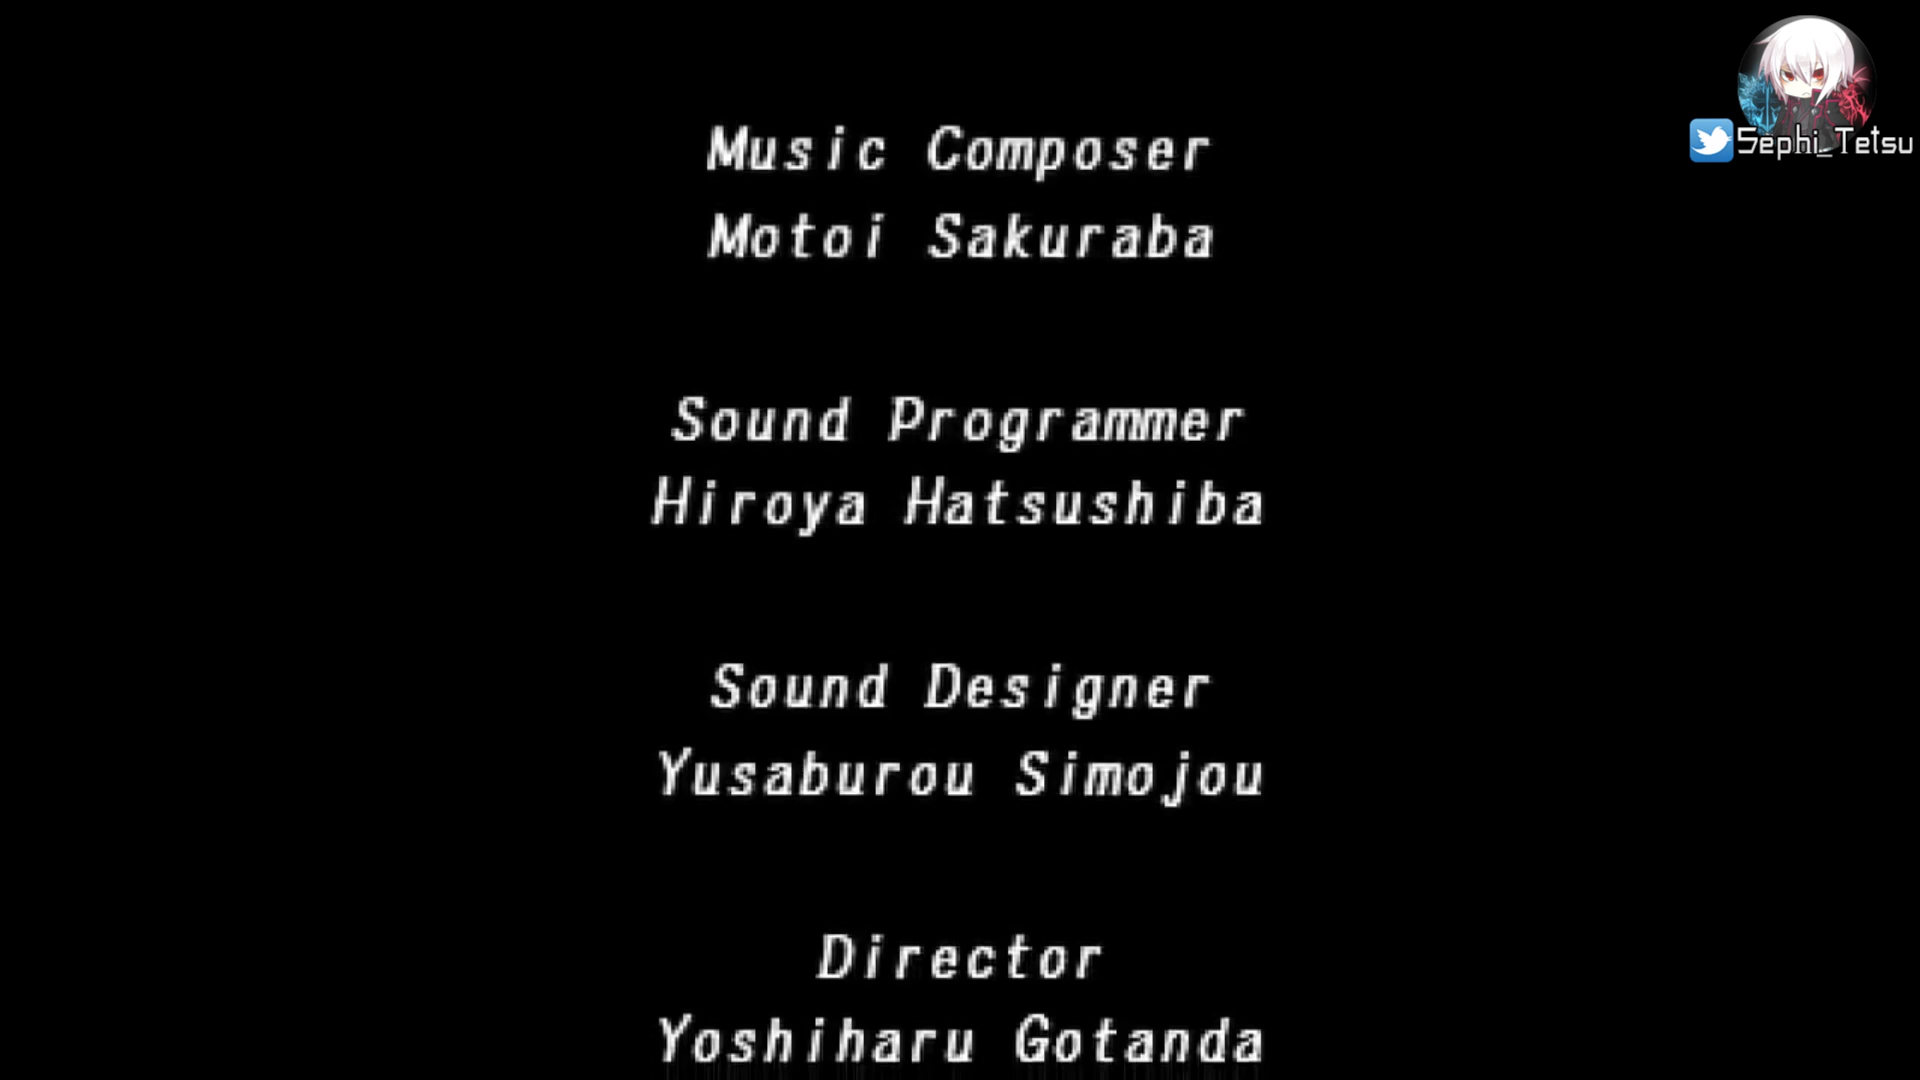 Music Composer
Motoi Sakuraba
Sound Programmer
Hiroya Hatsushiba
Sound Designer
Yusaburou Simojou
Director
Yoshiharu Gotanda
Sephi_Tetsu